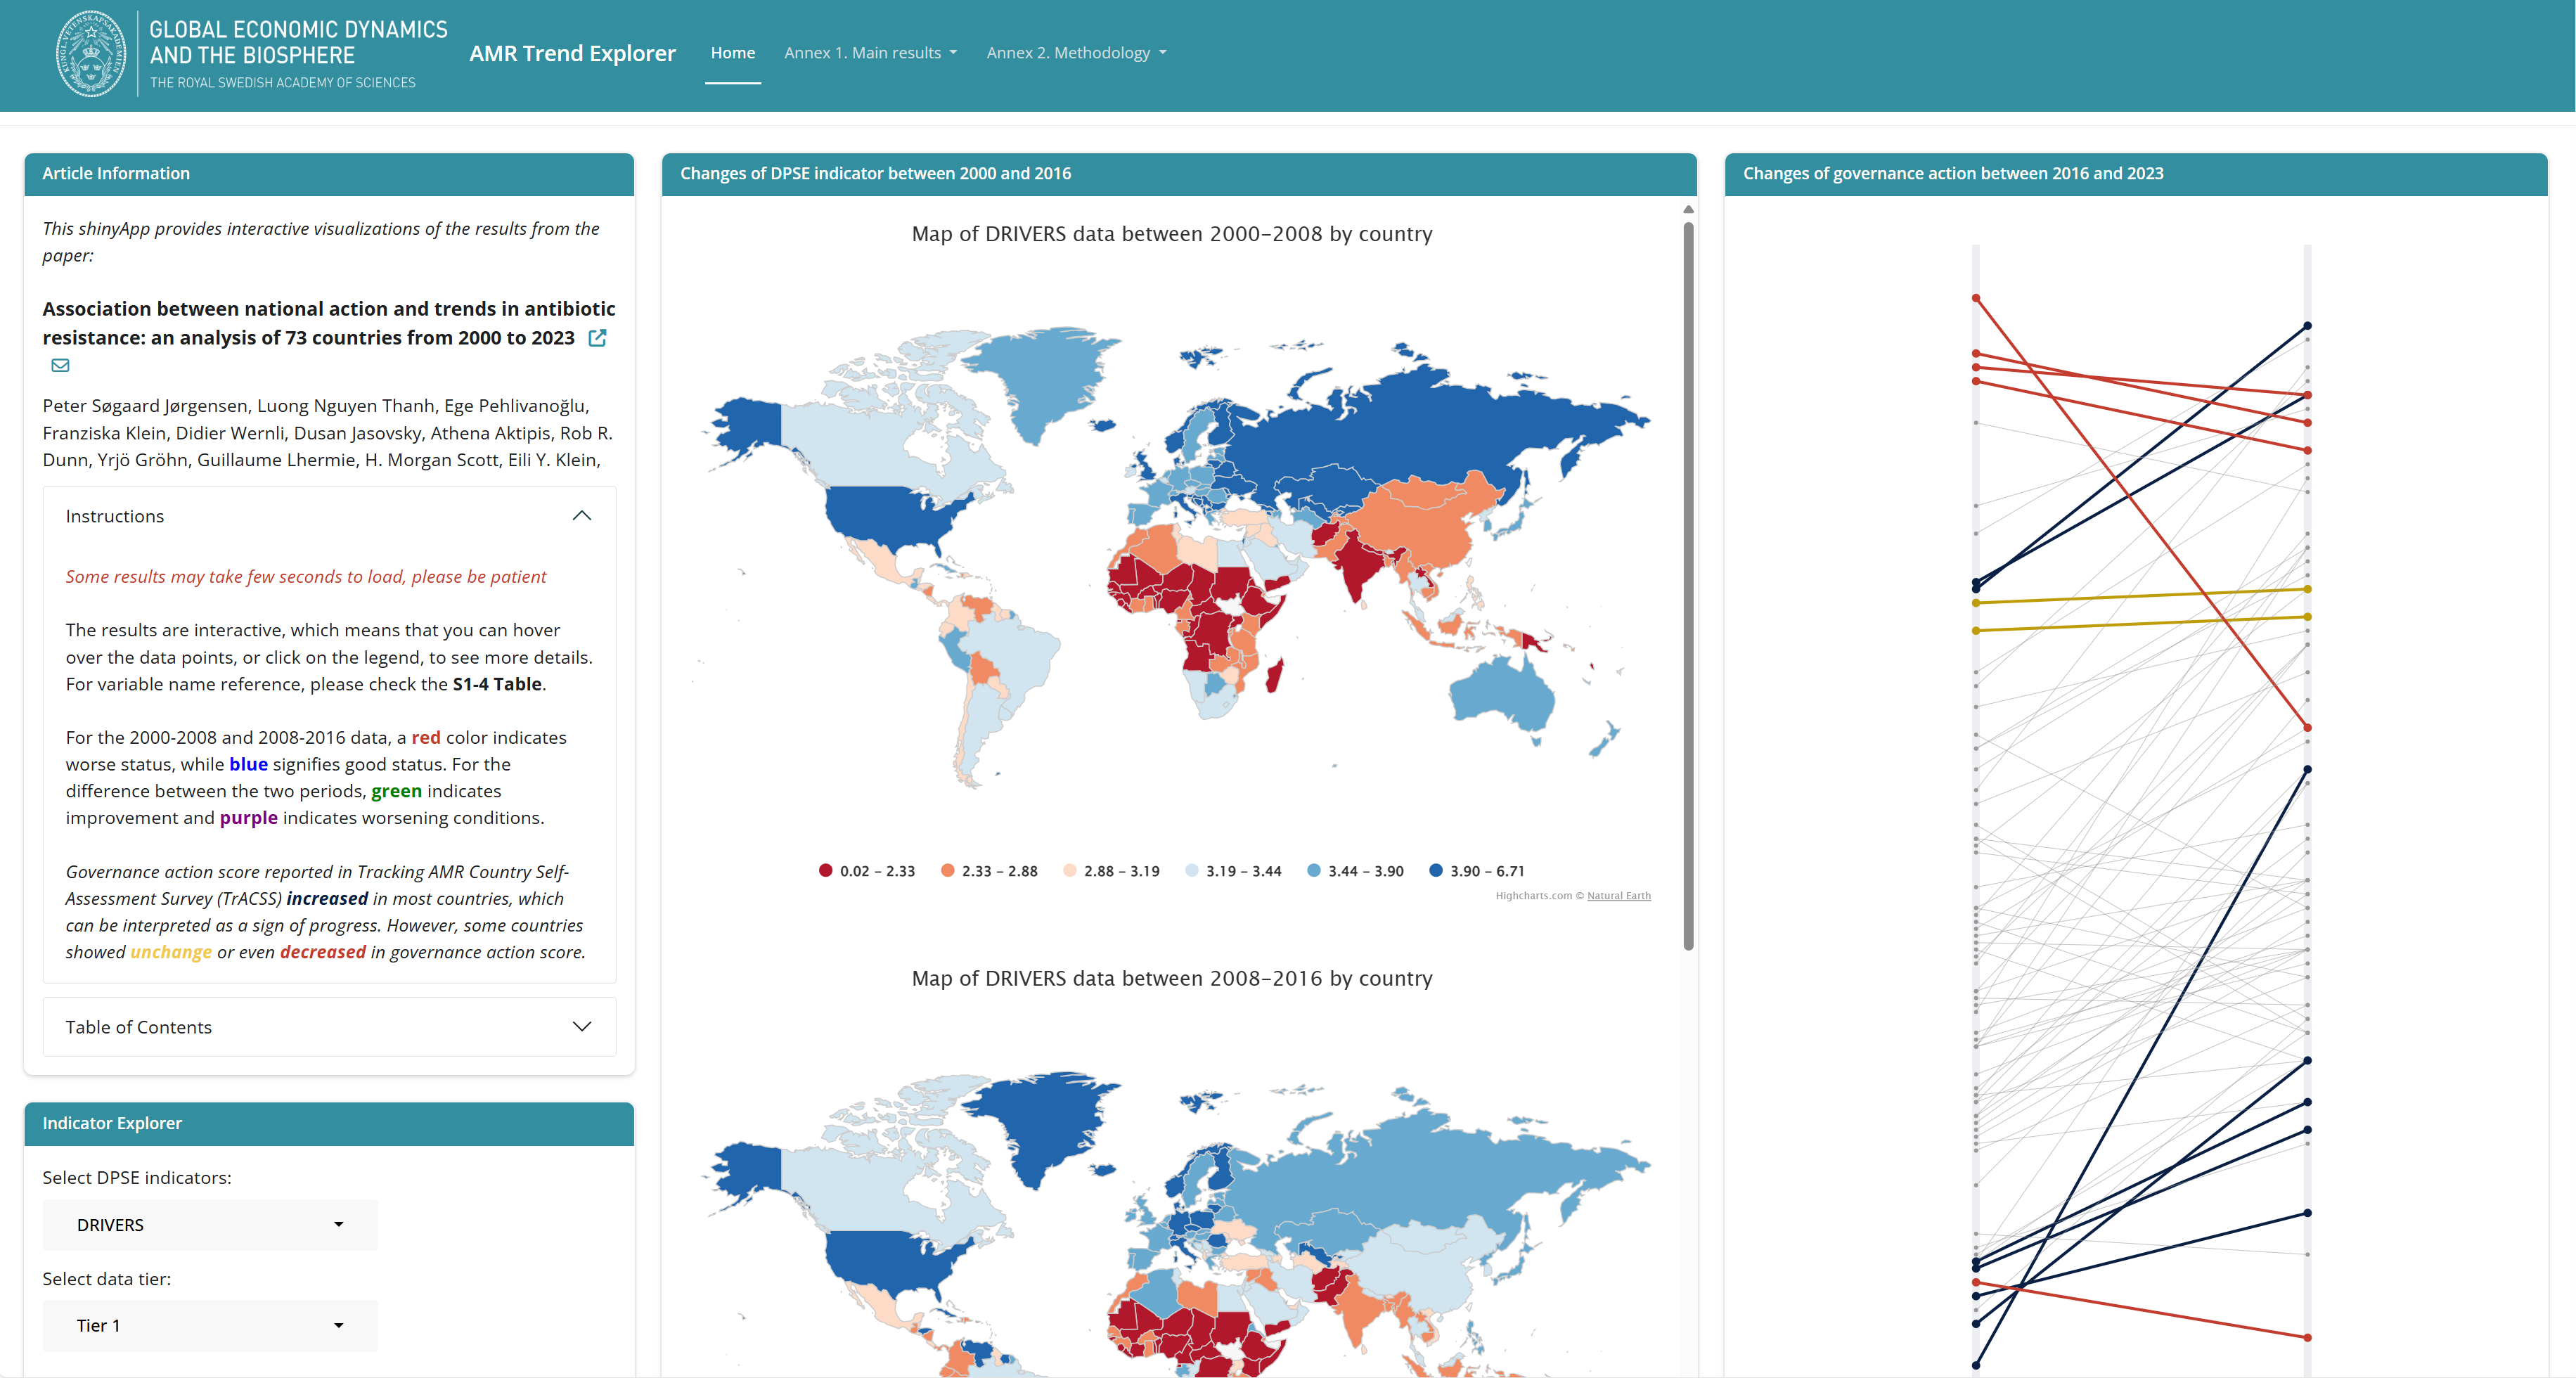 GLOBAL ECONOMIC DYNAMICS
AND THE BIOSPHERE
THE ROYAL SWEDISH ACADEMY OF SCIENCES
AMR Trend Explorer
Home
Annex 1. Main results
Annex 2. Methodology
Article Information
This shinyApp provides interactive visualizations of the results from the
paper:
Association between national action and trends in antibiotic
resistance: an analysis of 73 countries from 2000 to 2023
Peter Søgaard Jørgensen, Luong Nguyen Thanh, Ege Pehlivanoğlu,
Franziska Klein, Didier Wernli, Dusan Jasovsky, Athena Aktipis, Rob R.
Dunn, Yrjö Gröhn, Guillaume Lhermie, H. Morgan Scott, Eili Y. Klein,
Instructions
Some results may take few seconds to load, please be patient
The results are interactive, which means that you can hover
over the data points, or click on the legend, to see more details.
For variable name reference, please check the S1-4 Table.
For the 2000-2008 and 2008-2016 data, a red color indicates
worse status, while blue signifies good status. For the
difference between the two periods, green indicates
improvement and purple indicates worsening conditions.
Governance action score reported in Tracking AMR Country Self-
Assessment Survey (TrACSS) increased in most countries, which
can be interpreted as a sign of progress. However, some countries
showed unchange or even decreased in governance action score.
Table of Contents
Indicator Explorer
Select DPSE indicators:
DRIVERS
Select data tier:
Tier 1
Changes of DPSE indicator between 2000 and 2016
Map of DRIVERS data between 2000-2008 by country
0.02 – 2.33
2.33 – 2.88
2.88 – 3.19
3.19 – 3.44
3.44 – 3.90
3.90 – 6.71
Highcharts.com © Natural Earth
Map of DRIVERS data between 2008-2016 by country
Changes of governance action between 2016 and 2023